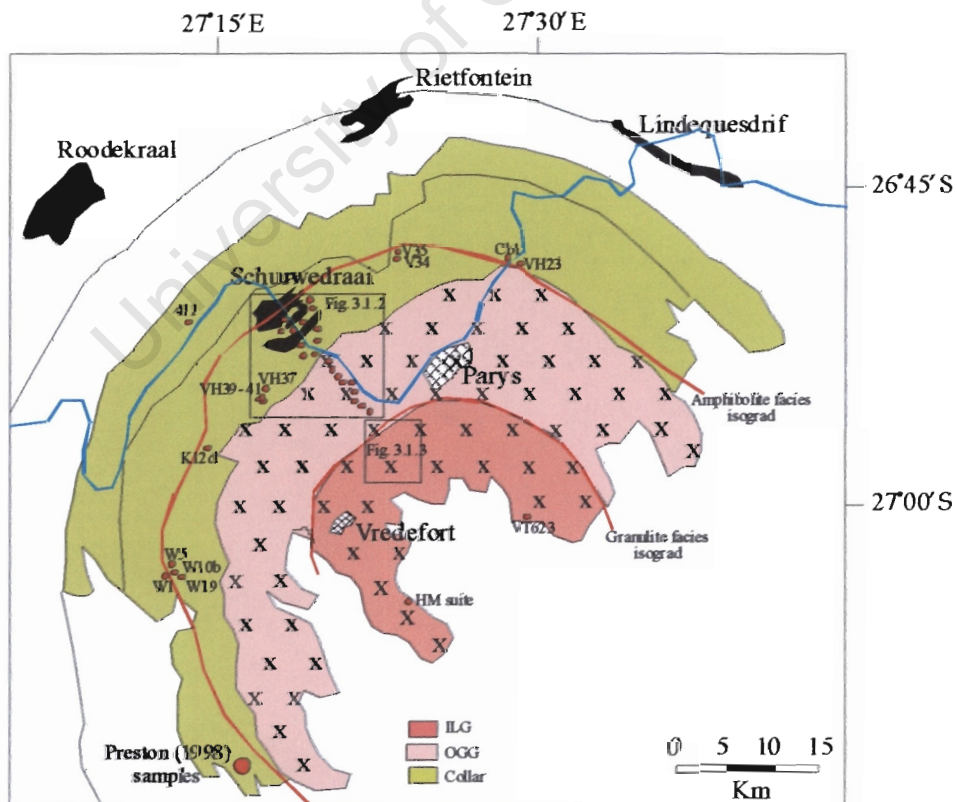 27°15′E
27°30′E
Rietfontein
Lindequesdrif
Roodekraal
26°45′S
V35
V34
Cb1
VH23
Schurwedraai
Fig. 3.1.2
411
VH37
VH39-41
Parys
Amphibolite facies
isograd
K12d
Fig. 3.1.3
27°00′S
Vredefort
VT623
Granulite facies
isograd
W5
W10b
W1
W19
HM suite
ILG
OGG
Collar
Preston (1998)
samples
0 5 10 15
Km
University of
X X X X X X X X X X X X X X X X X X X X X X X X X X X X X X X X X X X X X X X X X X X X X X X X X X X X X X X X X X